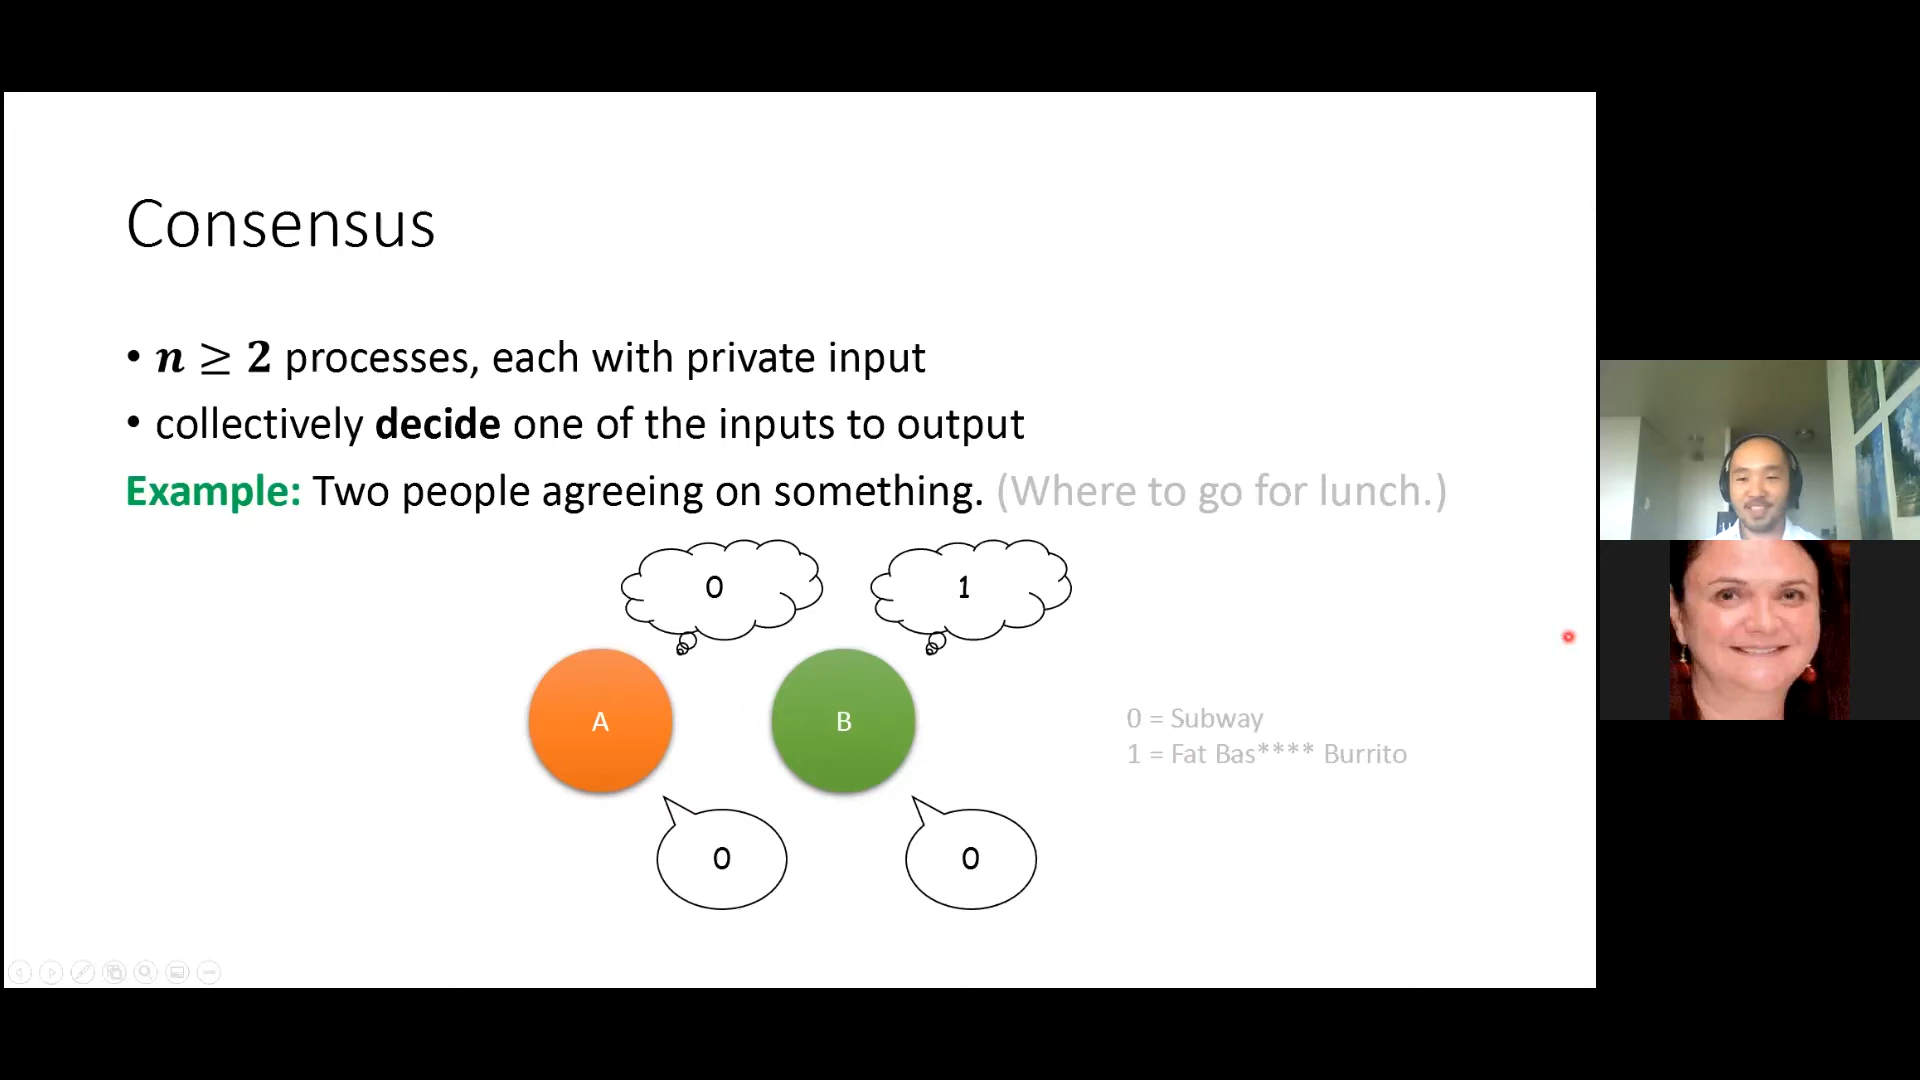 Consensus
• n ≥ 2 processes, each with private input
• collectively decide one of the inputs to output
Example: Two people agreeing on something. (Where to go for lunch.)
0
1
A
B
0 = Subway
1 = Fat Bas**** Burrito
0
0